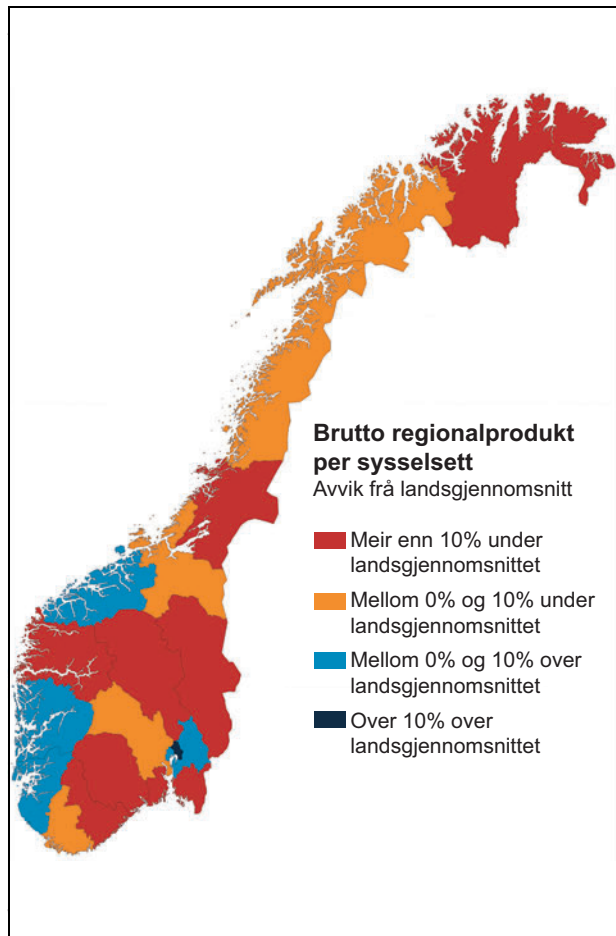 Brutto regionalprodukt
per sysselsett
Avvik frå landsgjennomsnitt
Meir enn 10% under
landsgjennomsnittet
Mellom 0% og 10% under
landsgjennomsnittet
Mellom 0% og 10% over
landsgjennomsnittet
Over 10% over
landsgjennomsnittet